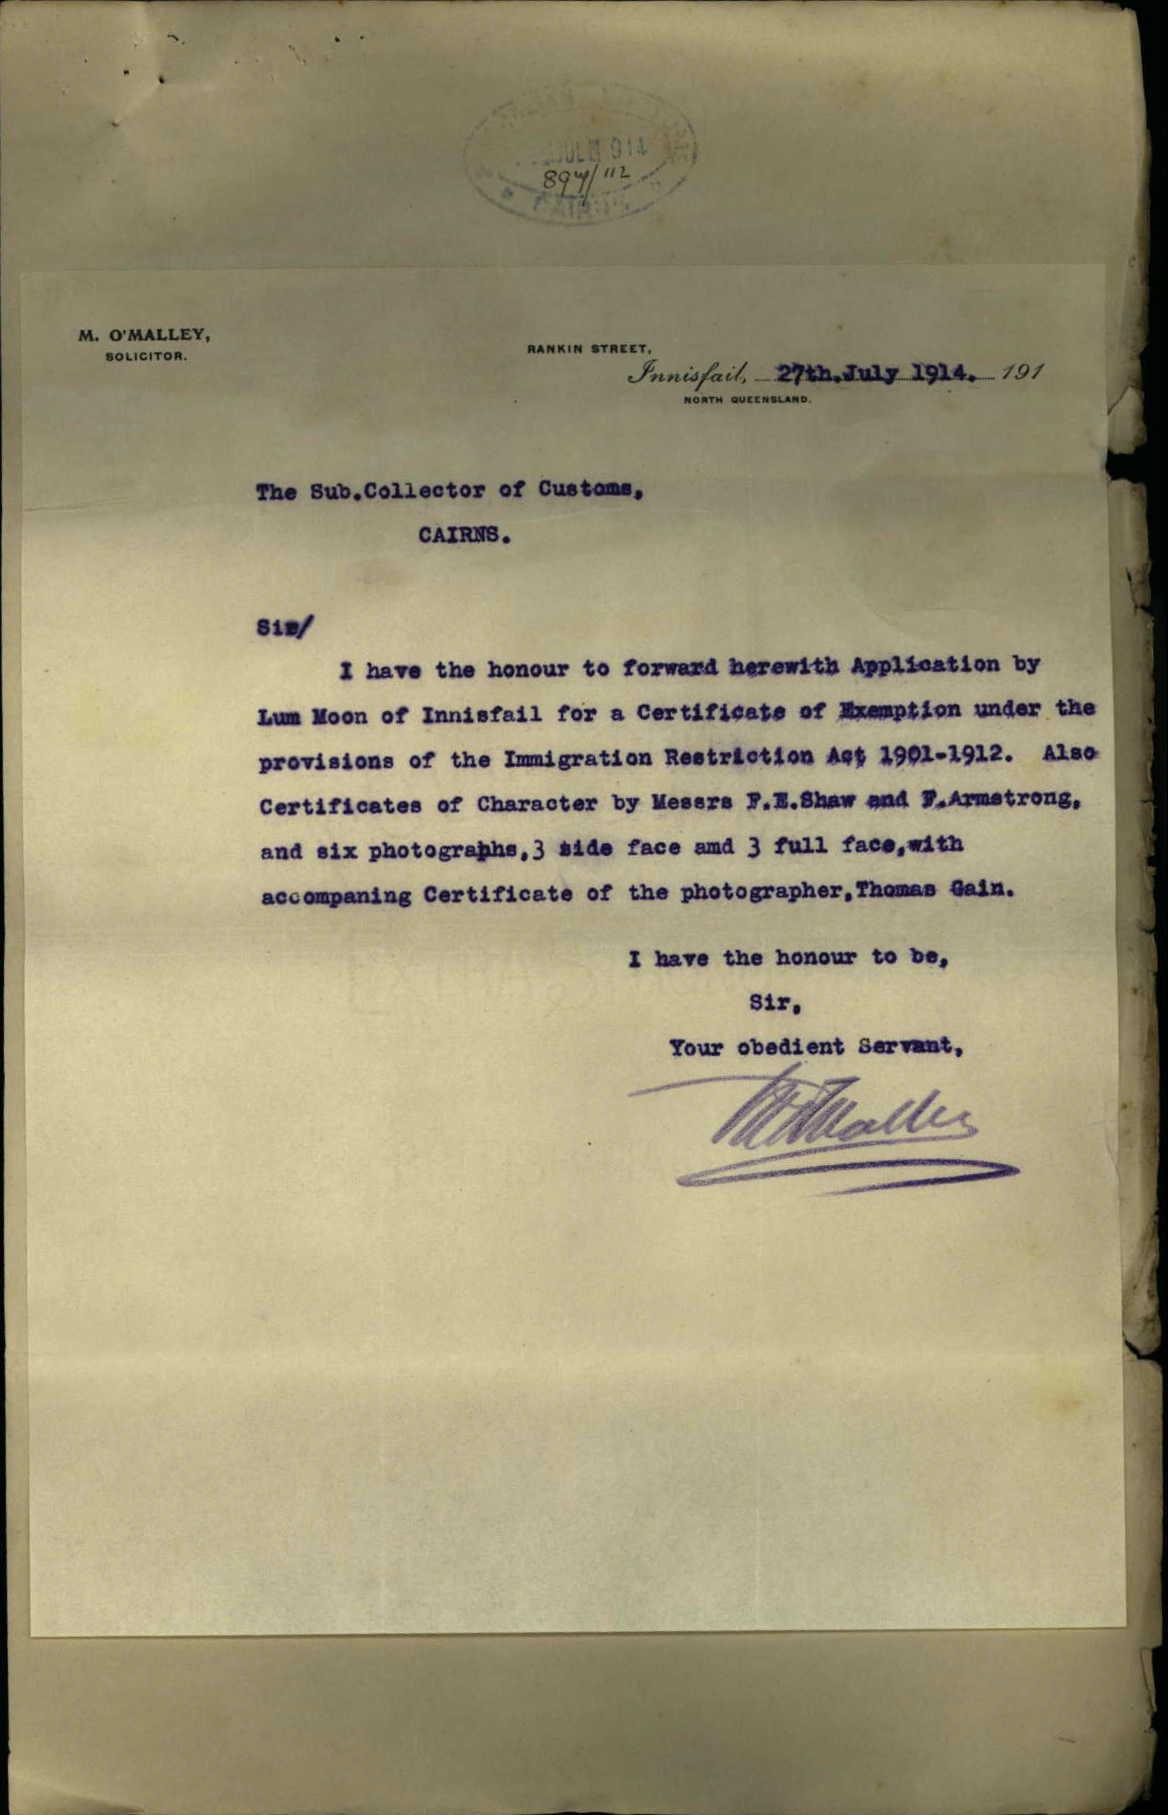 1914
894/112
M. O'MALLEY,
SOLICITOR.
RANKIN STREET,
Innisfail, 27th.July 1914. 191
NORTH QUEENSLAND.
The Sub.Collector of Customs,
CAIRNS.
Sir/
I have the honour to forward herewith Application by
Lum Moon of Innisfail for a Certificate of Exemption under the
provisions of the Immigration Restriction Act 1901-1912. Also
Certificates of Character by Messrs F.E.Shaw and F.Armstrong,
and six photographs,3 side face amd 3 full face,with
accompaning Certificate of the photographer,Thomas Gain.
I have the honour to be,
Sir,
Your obedient Servant,
M O'Malley